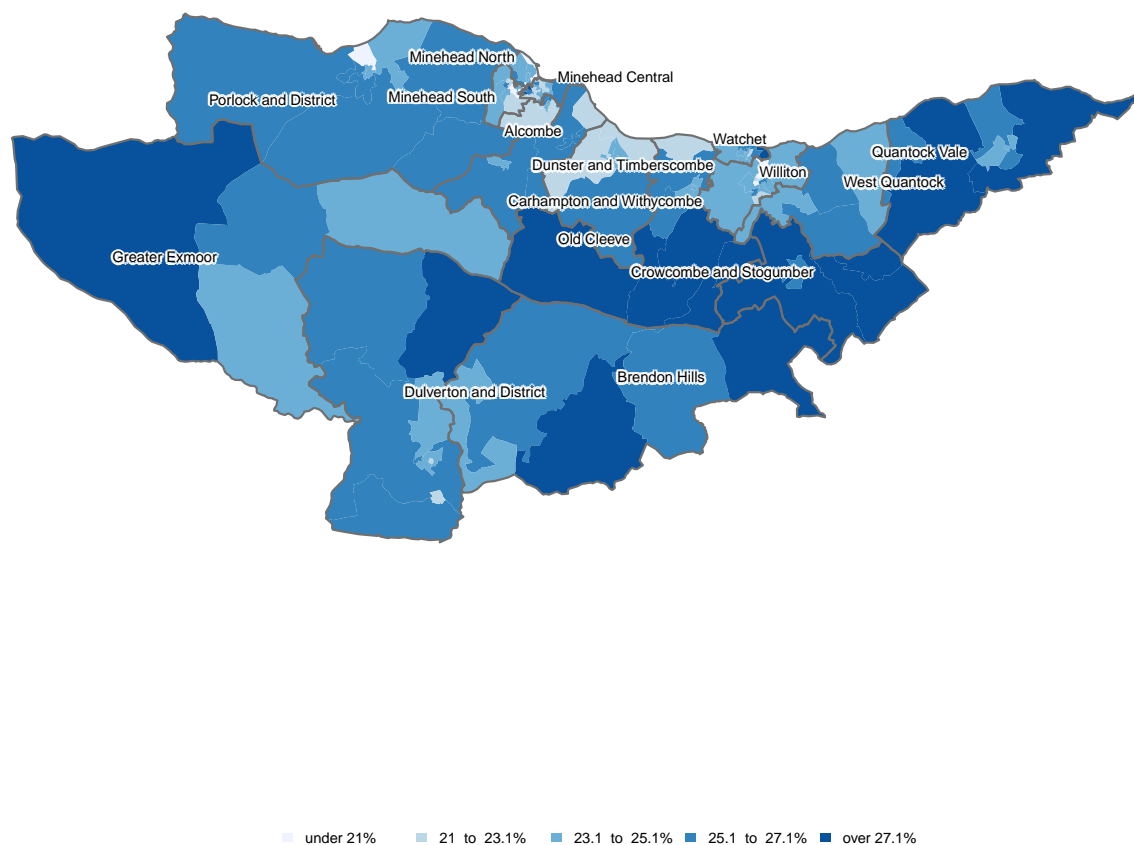 Minehead North
Minehead Central
Minehead South
Porlock and District
Alcombe
Watchet
Quantock Vale
Dunster and Timberscombe
Williton
West Quantock
Carhampton and Withycombe
Old Cleeve
Greater Exmoor
Crowcombe and Stogumber
Brendon Hills
Dulverton and District
under 21% 21 to 23.1% 23.1 to 25.1% 25.1 to 27.1% over 27.1%